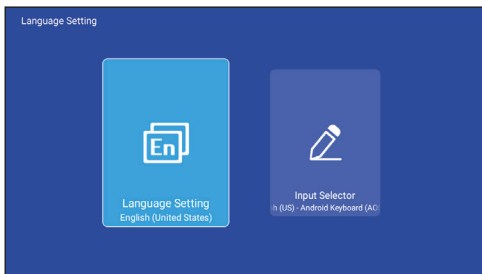 Language Setting
En
Language Setting
English (United States)
Input Selector
h (US) - Android Keyboard (AO